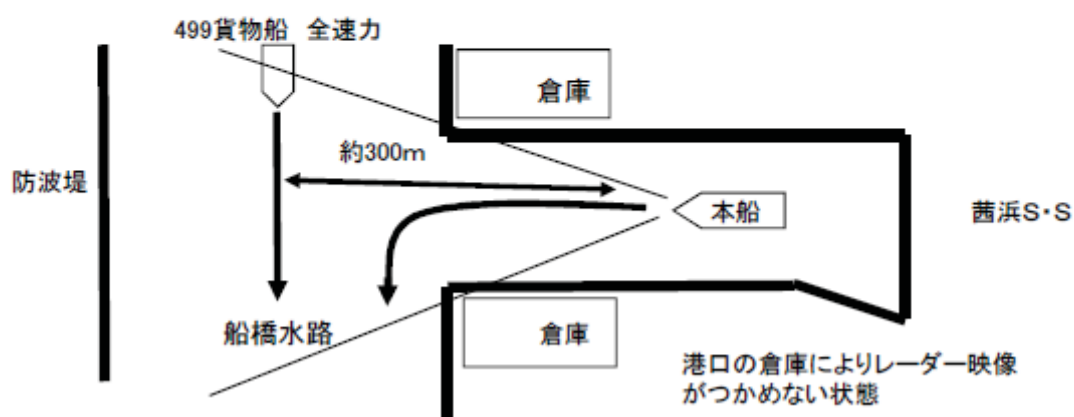 499貨物船 全速力
倉庫
約300m
防波堤
本船
茜浜S・S
船橋水路
倉庫
港口の倉庫によりレーダー映像
がつかめない状態